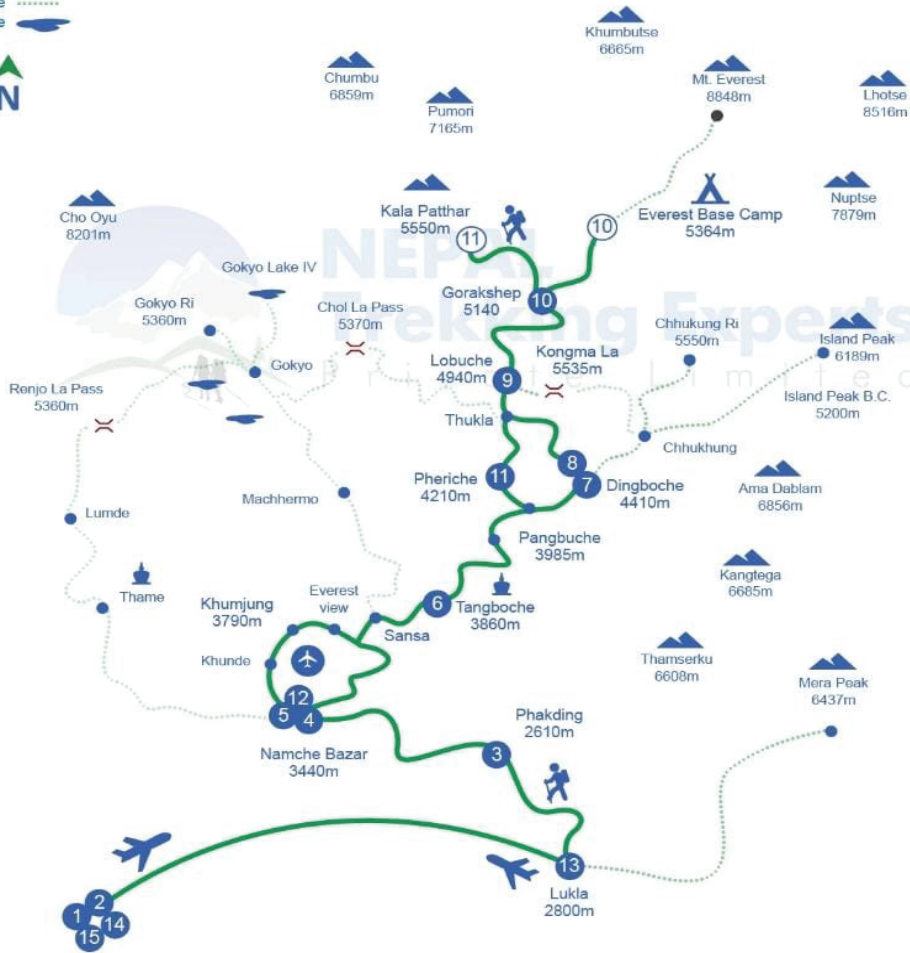 Khumbutse
6665m
Chumbu
6859m
Mt. Everest
8848m
Lhotse
8516m
N
Pumori
7165m
Kala Patthar
5550m
11
10
Everest Base Camp
5364m
Nuptse
7879m
Cho Oyu
8201m
NEPAL
Trekking Experts
Private Limited
Gokyo Lake IV
Gokyo Ri
5360m
Chol La Pass
5370m
Gorakshep
5140
10
Chhukung Ri
5550m
Island Peak
6189m
Kongma La
5535m
Lobuche
4940m
9
Gokyo
Renjo La Pass
5360m
Island Peak B.C.
5200m
Thukla
Chhukhung
8
7
Dingboche
4410m
Pheriche
4210m
11
Machhermo
Ama Dablam
6856m
Lumde
Pangbuche
3985m
Kangtega
6685m
Thame
Everest
view
Khumjung
3790m
6
Tangboche
3860m
Sansa
Khunde
Thamserku
6608m
Mera Peak
6437m
12
5
4
Namche Bazar
3440m
Phakding
2610m
3
13
Lukla
2800m
2
1
14
15